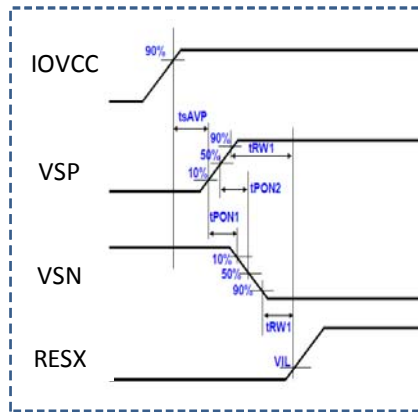 IOVCC
90%
tsAVP
VSP
90%
tRW1
50%
10%
tPON2
tPON1
VSN
10%
50%
90%
tRW1
RESX
VIL